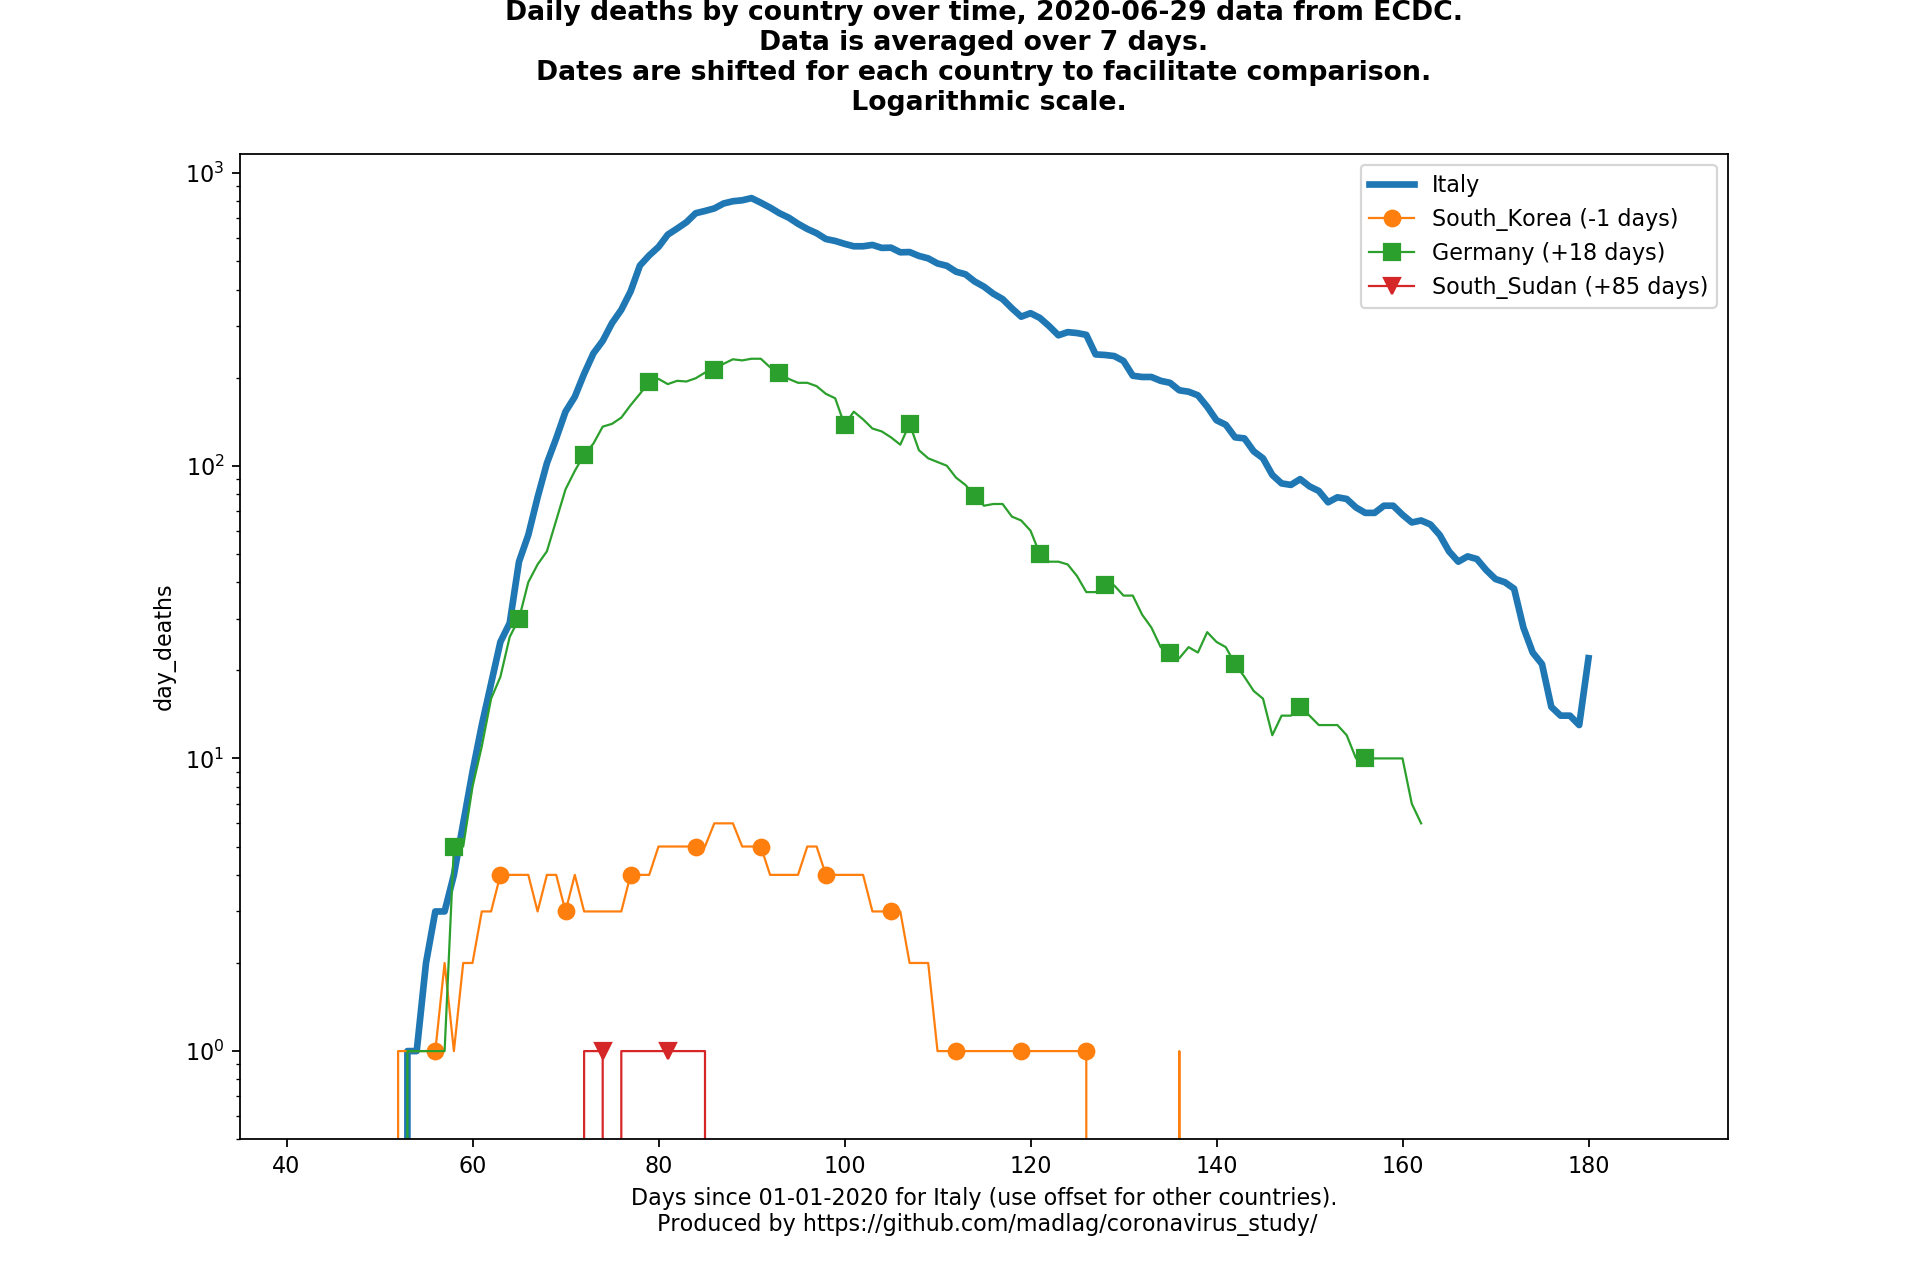 Daily deaths by country over time, 2020-06-29 data from ECDC.
Data is averaged over 7 days.
Dates are shifted for each country to facilitate comparison.
Logarithmic scale.
10³
10²
10¹
10⁰
day_deaths
Italy
South_Korea (-1 days)
Germany (+18 days)
South_Sudan (+85 days)
40 60 80 100 120 140 160 180
Days since 01-01-2020 for Italy (use offset for other countries).
Produced by https://github.com/madlag/coronavirus_study/